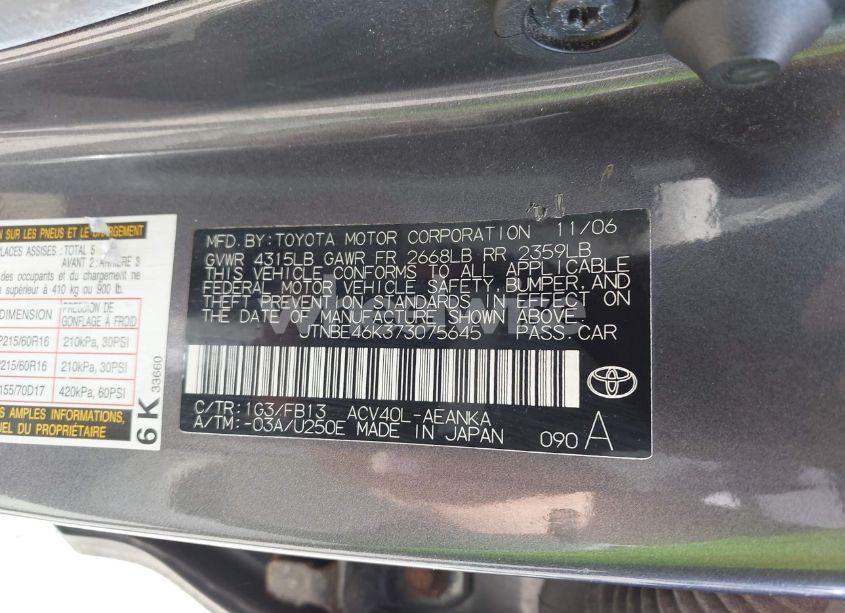 N SUR LES PNEUS ET LE CHARGEMENT
PLACES ASSISES : TOTAL 5
AVANT 2 : ARRIÈRE 3
des occupants et du chargement ne
supérieure à 410 kg ou 900 lb.
DIMENSION PRESSION DE GONFLAGE À FROID
P215/60R16 210kPa, 30PSI
P215/60R16 210kPa, 30PSI
155/70D17 420kPa, 60PSI
S AMPLES INFORMATIONS,
UEL DU PROPRIÉTAIRE
6 K 33660
MFD. BY: TOYOTA MOTOR CORPORATION 11/06
GVWR 4315LB GAWR FR 2668LB RR 2359LB
THIS VEHICLE CONFORMS TO ALL APPLICABLE
FEDERAL MOTOR VEHICLE SAFETY, BUMPER, AND
THEFT PREVENTION STANDARDS IN EFFECT ON
THE DATE OF MANUFACTURE SHOWN ABOVE.
JTNBE46K373075645 PASS. CAR
C/TR: 1G3/FB13 ACV40L-AEANKA
A/TM: -03A/U250E MADE IN JAPAN
090 A